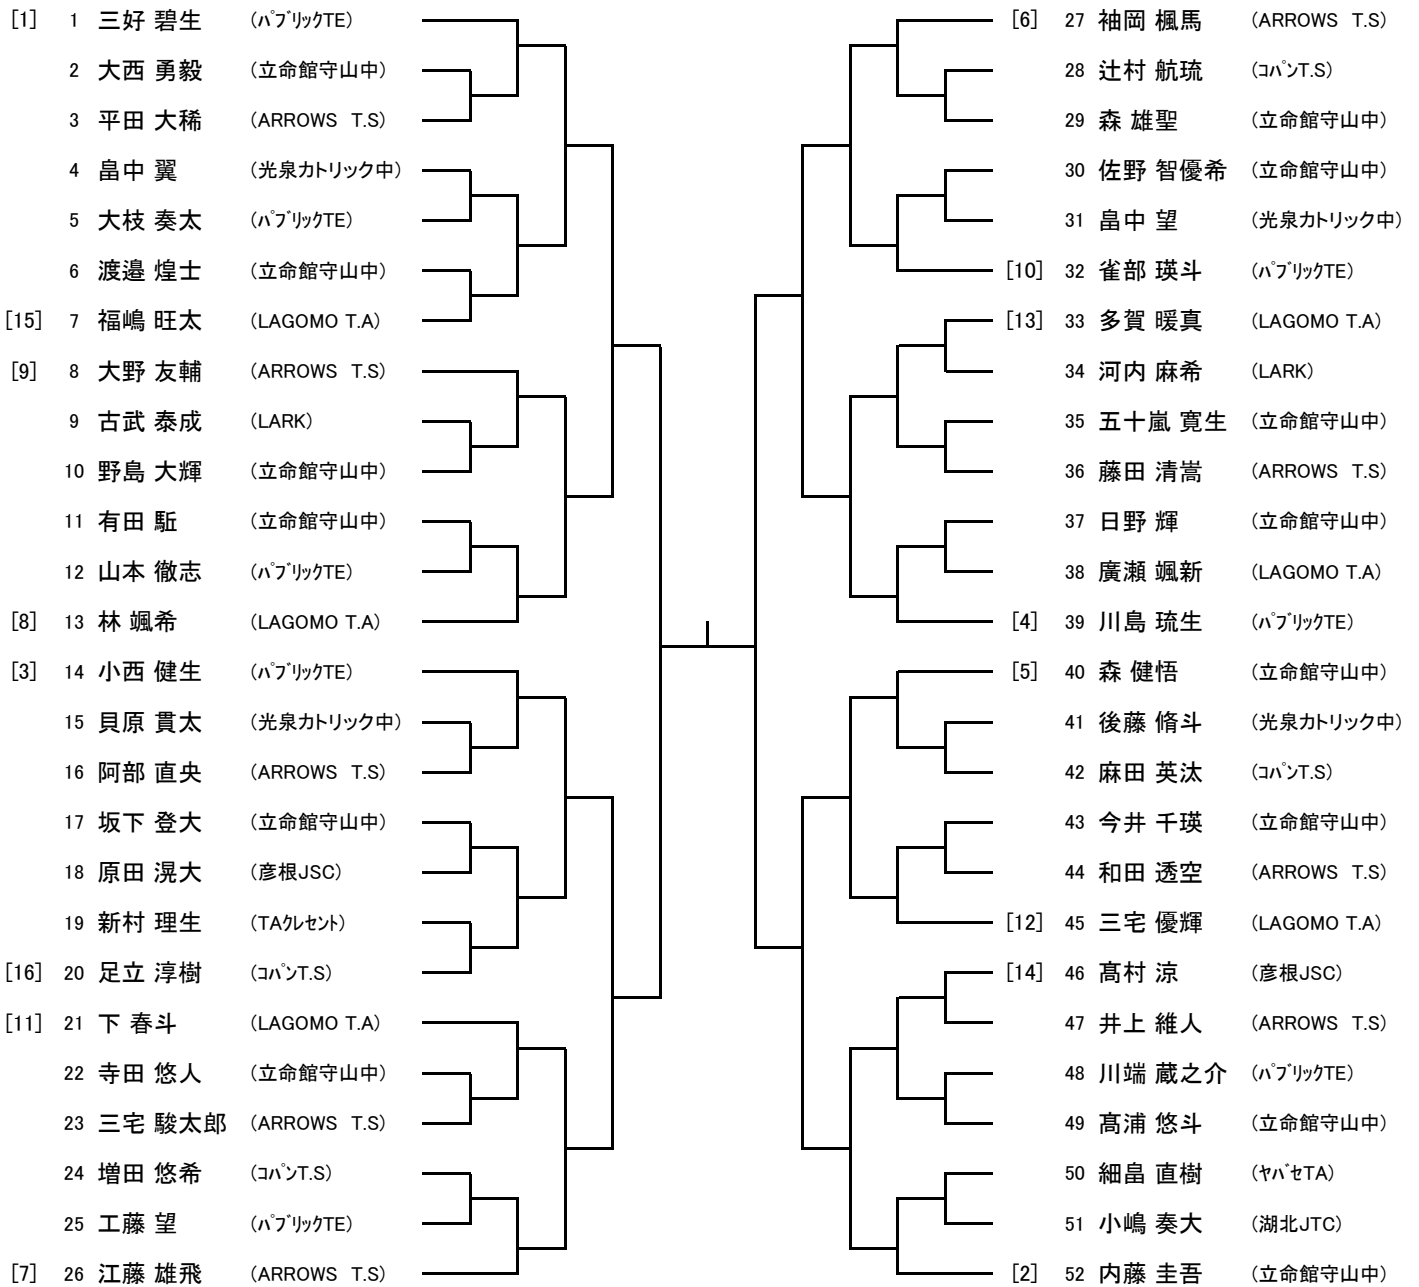 [1] 1 三好 碧生 (ﾊﾟﾌﾞﾘｯｸTE)
2 大西 勇毅 (立命館守山中)
3 平田 大稀 (ARROWS T.S)
4 畠中 翼 (光泉カトリック中)
5 大枝 奏太 (ﾊﾟﾌﾞﾘｯｸTE)
6 渡邉 煌士 (立命館守山中)
[15] 7 福嶋 旺太 (LAGOMO T.A)
[9] 8 大野 友輔 (ARROWS T.S)
9 古武 泰成 (LARK)
10 野島 大輝 (立命館守山中)
11 有田 駈 (立命館守山中)
12 山本 徹志 (ﾊﾟﾌﾞﾘｯｸTE)
[8] 13 林 颯希 (LAGOMO T.A)
[3] 14 小西 健生 (ﾊﾟﾌﾞﾘｯｸTE)
15 貝原 貫太 (光泉カトリック中)
16 阿部 直央 (ARROWS T.S)
17 坂下 登大 (立命館守山中)
18 原田 滉大 (彦根JSC)
19 新村 理生 (TAｸﾚｾﾝﾄ)
[16] 20 足立 淳樹 (ｺﾊﾟﾝT.S)
[11] 21 下 春斗 (LAGOMO T.A)
22 寺田 悠人 (立命館守山中)
23 三宅 駿太郎 (ARROWS T.S)
24 増田 悠希 (ｺﾊﾟﾝT.S)
25 工藤 望 (ﾊﾟﾌﾞﾘｯｸTE)
[7] 26 江藤 雄飛 (ARROWS T.S)
[6] 27 袖岡 楓馬 (ARROWS T.S)
28 辻村 航琉 (ｺﾊﾟﾝT.S)
29 森 雄聖 (立命館守山中)
30 佐野 智優希 (立命館守山中)
31 畠中 望 (光泉カトリック中)
[10] 32 雀部 瑛斗 (ﾊﾟﾌﾞﾘｯｸTE)
[13] 33 多賀 暖真 (LAGOMO T.A)
34 河内 麻希 (LARK)
35 五十嵐 寛生 (立命館守山中)
36 藤田 清嵩 (ARROWS T.S)
37 日野 輝 (立命館守山中)
38 廣瀬 颯新 (LAGOMO T.A)
[4] 39 川島 琉生 (ﾊﾟﾌﾞﾘｯｸTE)
[5] 40 森 健悟 (立命館守山中)
41 後藤 脩斗 (光泉カトリック中)
42 麻田 英汰 (ｺﾊﾟﾝT.S)
43 今井 千瑛 (立命館守山中)
44 和田 透空 (ARROWS T.S)
[12] 45 三宅 優輝 (LAGOMO T.A)
[14] 46 髙村 涼 (彦根JSC)
47 井上 維人 (ARROWS T.S)
48 川端 蔵之介 (ﾊﾟﾌﾞﾘｯｸTE)
49 髙浦 悠斗 (立命館守山中)
50 細畠 直樹 (ﾔﾊﾞｾTA)
51 小嶋 奏大 (湖北JTC)
[2] 52 内藤 圭吾 (立命館守山中)